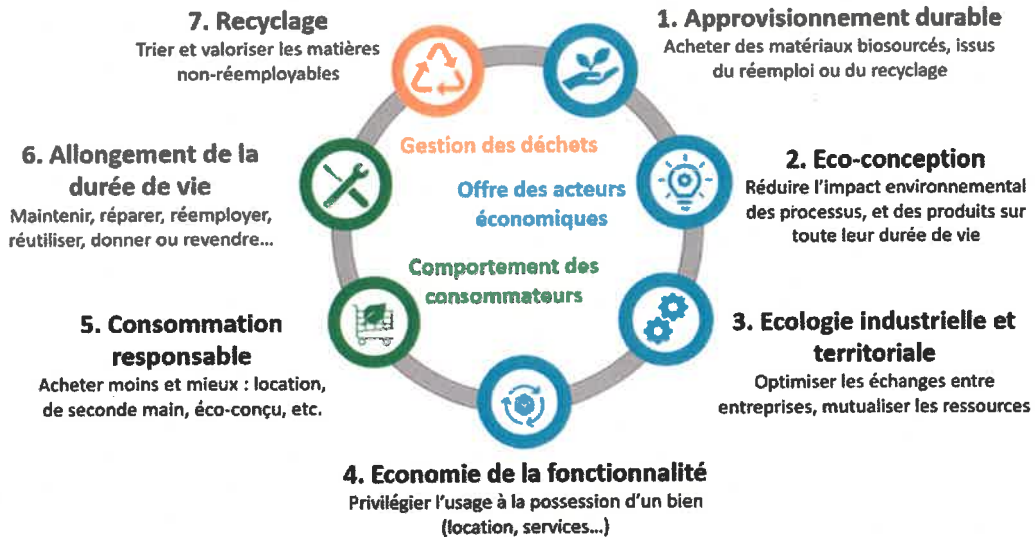 7. Recyclage
Trier et valoriser les matières
non-réemployables
1. Approvisionnement durable
Acheter des matériaux biosourcés, issus
du réemploi ou du recyclage
Gestion des déchets
6. Allongement de la
durée de vie
Maintenir, réparer, réemployer,
réutiliser, donner ou revendre...
Offre des acteurs
économiques
2. Eco-conception
Réduire l'impact environnemental
des processus, et des produits sur
toute leur durée de vie
Comportement des
consommateurs
5. Consommation
responsable
Acheter moins et mieux : location,
de seconde main, éco-conçu, etc.
3. Ecologie industrielle et
territoriale
Optimiser les échanges entre
entreprises, mutualiser les ressources
4. Economie de la fonctionnalité
Privilégier l'usage à la possession d'un bien
(location, services...)